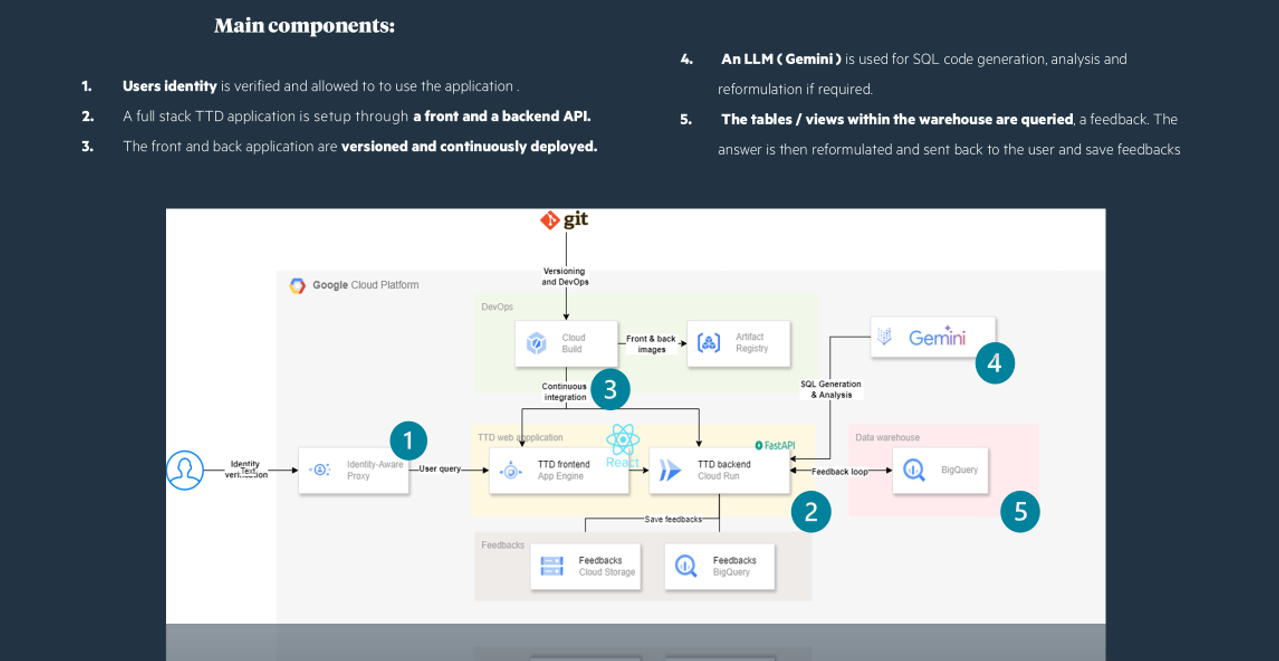 Main components:
1. Users identity is verified and allowed to to use the application .
2. A full stack TTD application is setup through a front and a backend API.
3. The front and back application are versioned and continuously deployed.
4. An LLM ( Gemini ) is used for SQL code generation, analysis and
reformulation if required.
5. The tables / views within the warehouse are queried, a feedback. The
answer is then reformulated and sent back to the user and save feedbacks
git
Versioning
and DevOps
Google Cloud Platform
DevOps
Cloud
Build
Front & back
images
Artifact
Registry
Gemini
4
Continuous
integration
3
SQL Generation
& Analysis
1
TTD web application
React
FastAPI
Data warehouse
Identity
verification
Text
Identity-Aware
Proxy
User query
TTD frontend
App Engine
TTD backend
Cloud Run
Feedback loop
BigQuery
2
5
Save feedbacks
Feedbacks
Feedbacks
Cloud Storage
Feedbacks
BigQuery